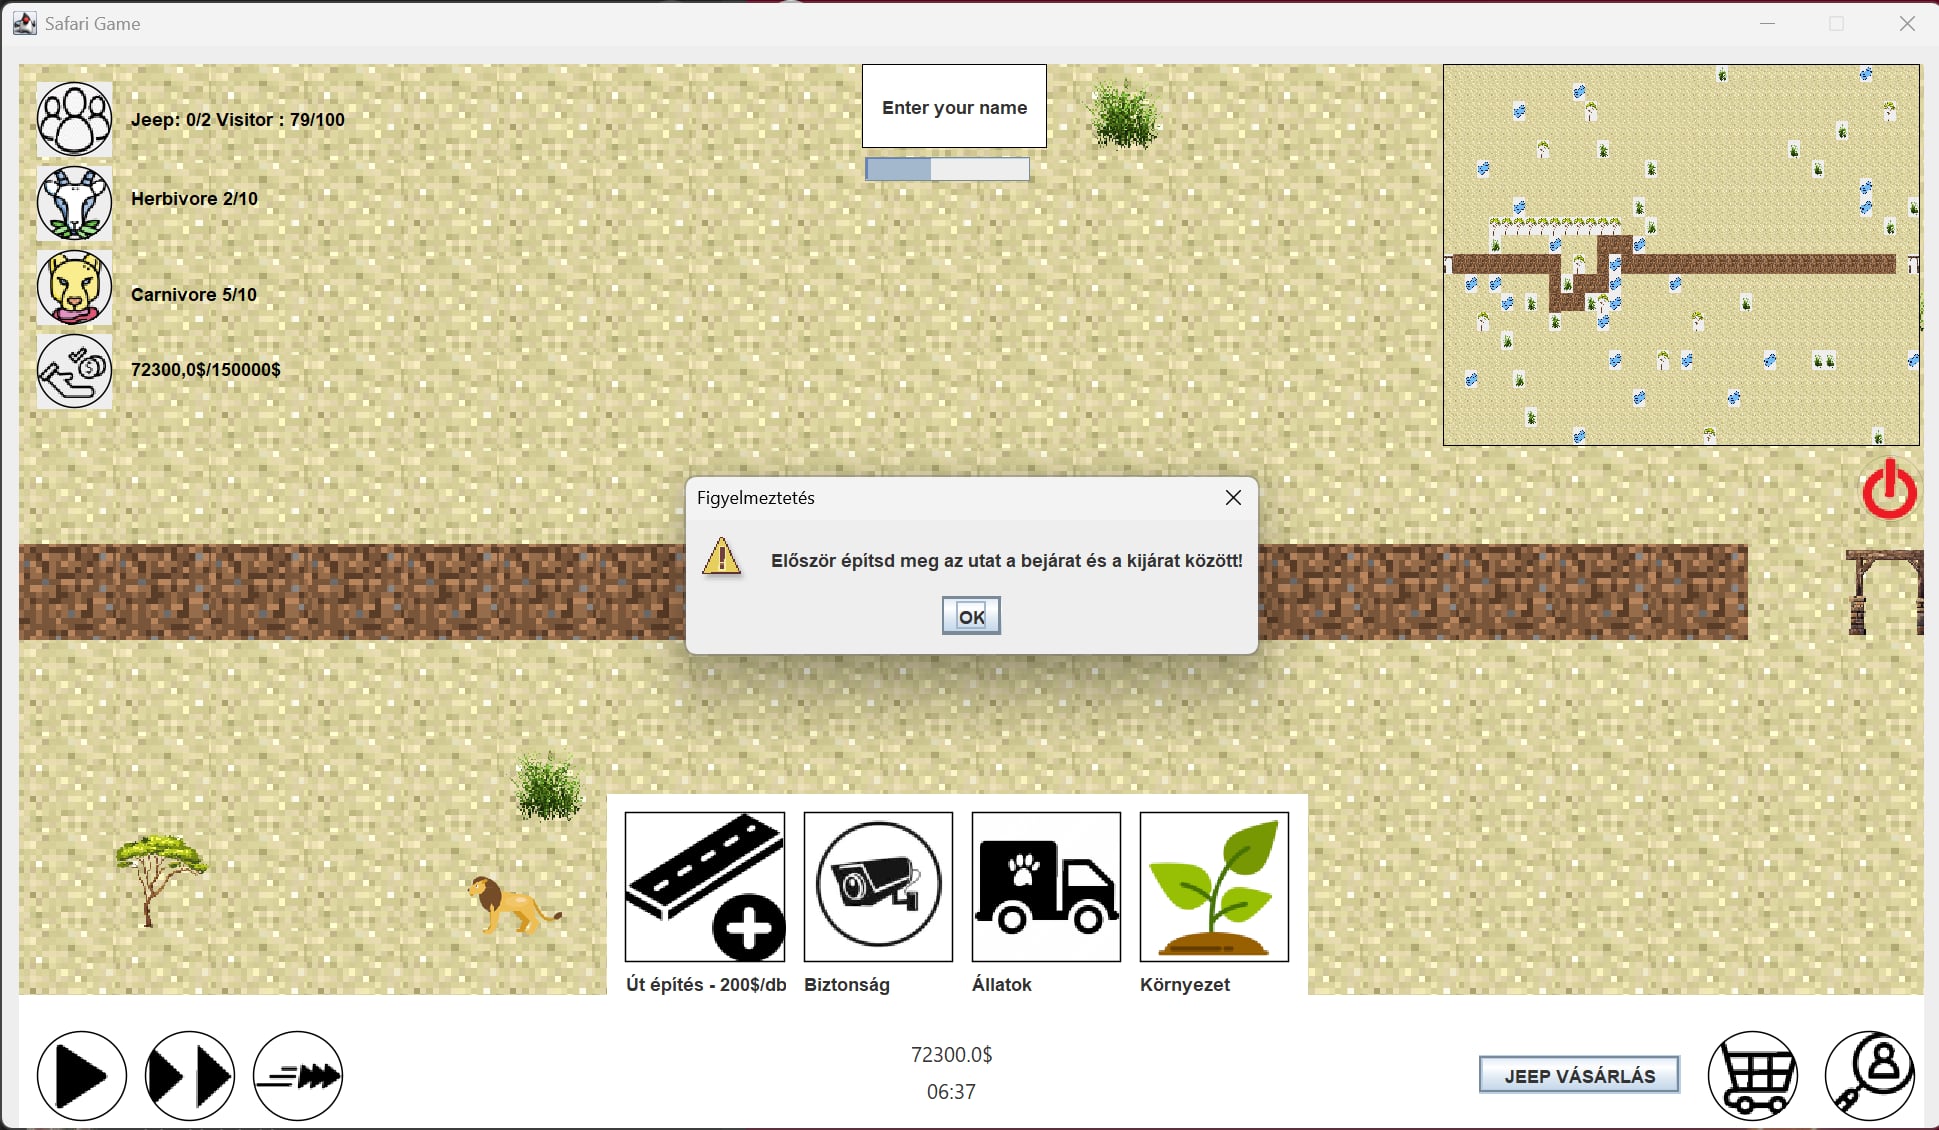 Safari Game
Jeep: 0/2 Visitor : 79/100
Enter your name
Herbivore 2/10
Carnivore 5/10
72300,0$/150000$
Figyelmeztetés
Először építsd meg az utat a bejárat és a kijárat között!
OK
Út építés - 200$/db
Biztonság
Állatok
Környezet
72300.0$
06:37
JEEP VÁSÁRLÁS